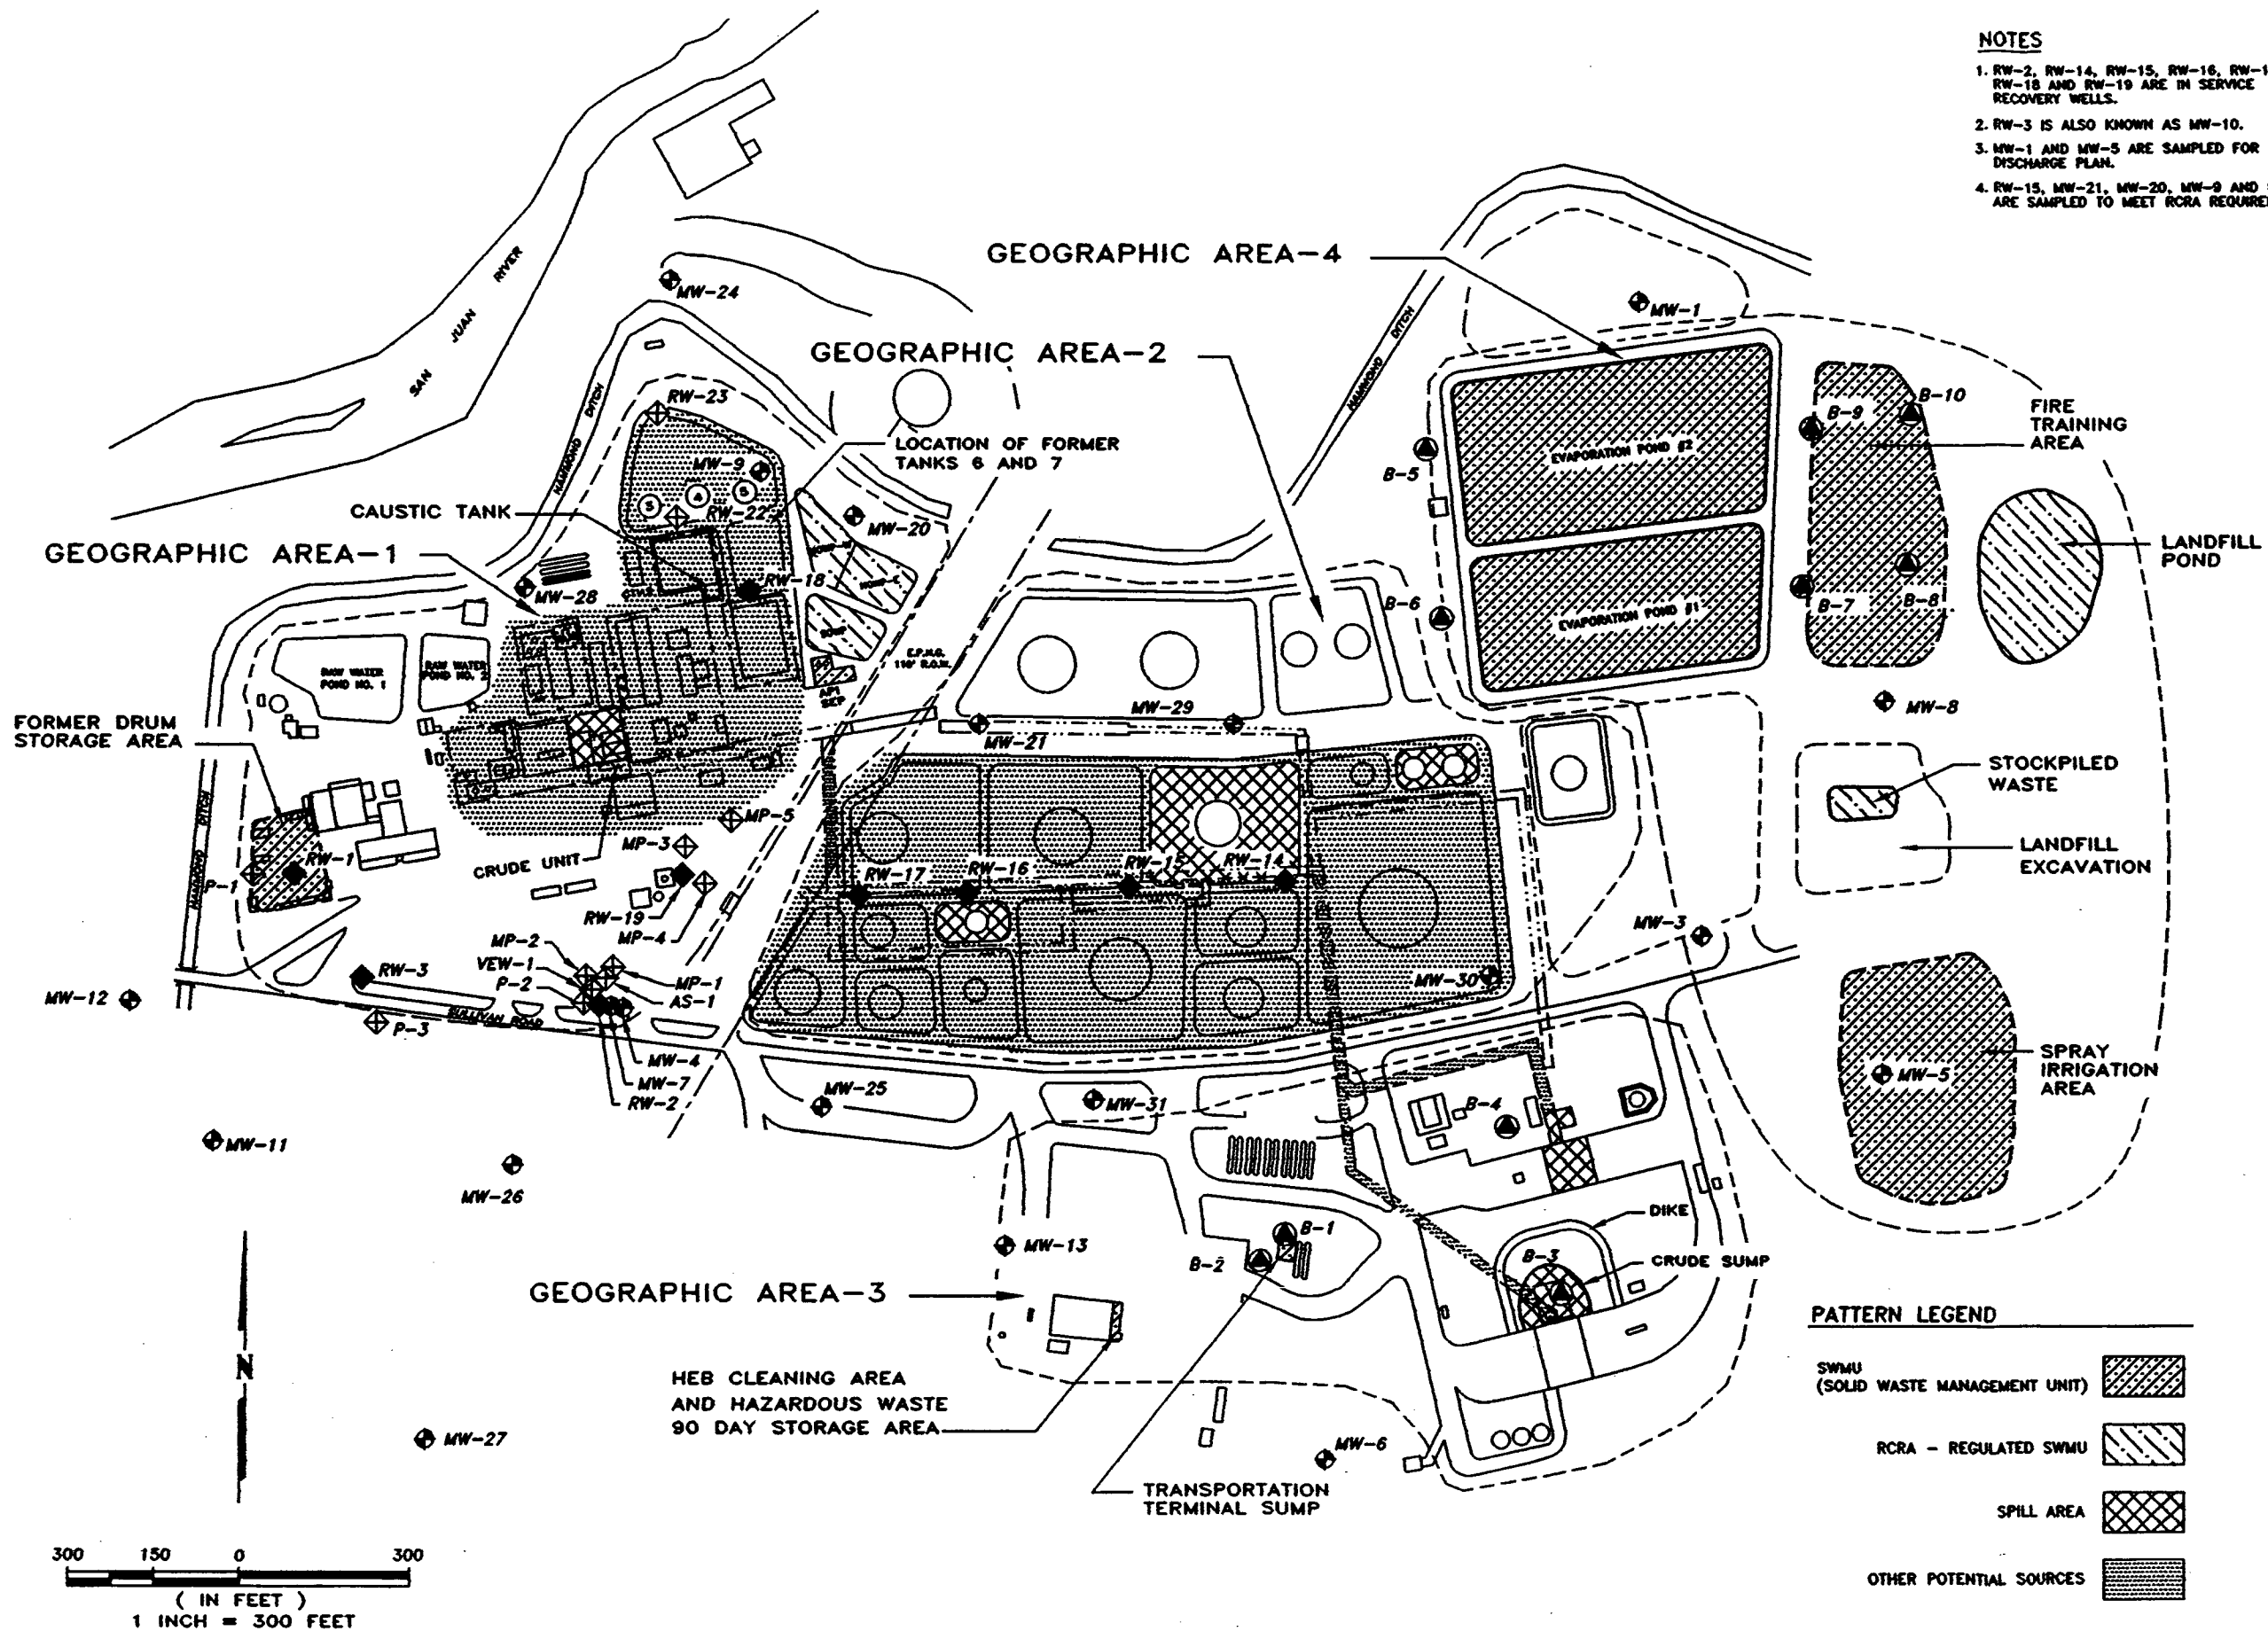 NOTES
1. RW-2, RW-14, RW-15, RW-16,
RW-18 AND RW-19 ARE IN SERVICE
RECOVERY WELLS.
2. RW-3 IS ALSO KNOWN AS MW-10.
3. MW-1 AND MW-5 ARE SAMPLED FOR
DISCHARGE PLAN.
4. RW-15, MW-21, MW-20, MW-9 AND
ARE SAMPLED TO MEET RCRA
SAN JUAN RIVER
GEOGRAPHIC AREA-4
MW-24
MW-1
HAMMOND DITCH
GEOGRAPHIC AREA-2
HAMMOND DITCH
RW-23
B-9
B-10
FIRE
TRAINING
AREA
LOCATION OF FORMER
TANKS 6 AND 7
MW-9
EVAPORATION POND #2
B-5
3
4
5
CAUSTIC TANK
RW-22
MW-20
GEOGRAPHIC AREA-1
LANDFILL
POND
RW-18
MW-28
B-6
B-7
B-8
EVAPORATION POND #1
E.P.N.G.
110' R.O.W.
RAW WATER
POND NO. 1
RAW WATER
POND NO. 2
API
SEP
MW-29
MW-8
FORMER DRUM
STORAGE AREA
MW-21
STOCKPILED
WASTE
HAMMOND DITCH
MP-5
MP-3
CRUDE UNIT
LANDFILL
EXCAVATION
P-1
RW-1
RW-17
RW-16
RW-15
RW-14
RW-19
MP-4
MW-3
MP-2
VEW-1
P-2
RW-3
MP-1
AS-1
MW-30
MW-12
P-3
SULLIVAN ROAD
MW-4
MW-7
RW-2
MW-25
MW-31
B-4
SPRAY
IRRIGATION
AREA
MW-5
MW-11
MW-26
DIKE
B-1
B-2
MW-13
B-3
CRUDE SUMP
GEOGRAPHIC AREA-3
PATTERN LEGEND
N
HEB CLEANING AREA
AND HAZARDOUS WASTE
90 DAY STORAGE AREA
SWMU
(SOLID WASTE MANAGEMENT UNIT)
MW-27
MW-6
RCRA - REGULATED SWMU
TRANSPORTATION
TERMINAL SUMP
SPILL AREA
300 150 0 300
( IN FEET )
1 INCH = 300 FEET
OTHER POTENTIAL SOURCES